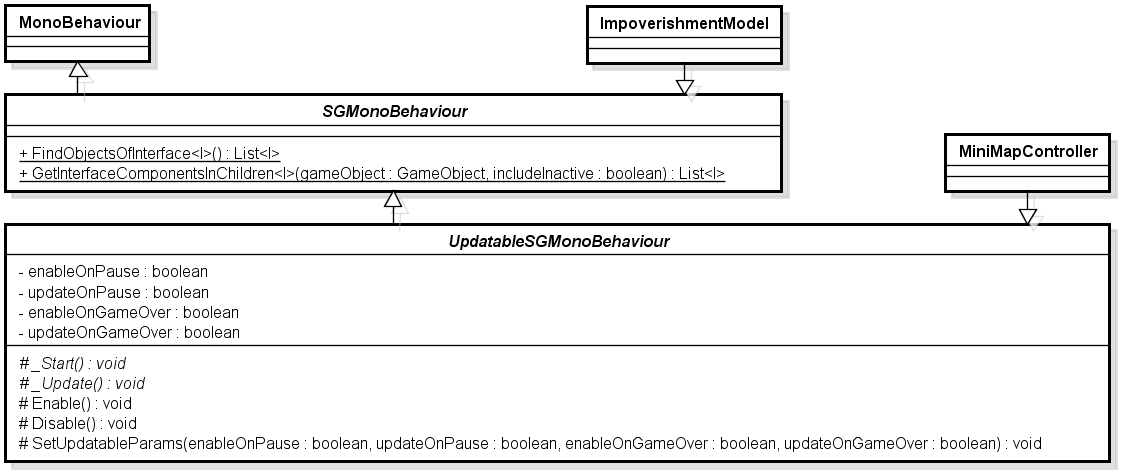 MonoBehaviour
ImpoverishmentModel
SGMonoBehaviour
+ FindObjectsOfInterface<I>() : List<I>
+ GetInterfaceComponentsInChildren<I>(gameObject : GameObject, includeInactive : boolean) : List<I>
MiniMapController
UpdatableSGMonoBehaviour
- enableOnPause : boolean
- updateOnPause : boolean
- enableOnGameOver : boolean
- updateOnGameOver : boolean
# _Start() : void
# _Update() : void
# Enable() : void
# Disable() : void
# SetUpdatableParams(enableOnPause : boolean, updateOnPause : boolean, enableOnGameOver : boolean, updateOnGameOver : boolean) : void